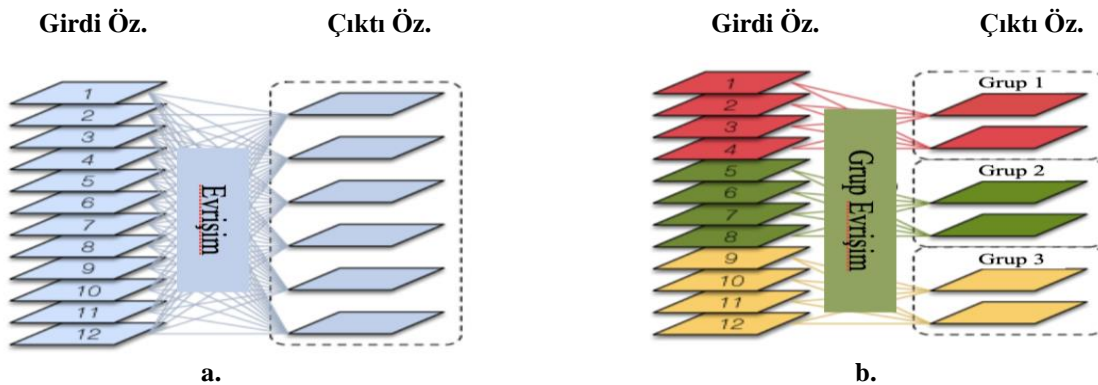 Girdi Öz.
Çıktı Öz.
1
2
3
4
5
6
7
8
9
10
11
12
Evrişim
a.
Girdi Öz.
Çıktı Öz.
1
2
3
4
5
6
7
8
9
10
11
12
Grup Evrişim
Grup 1
Grup 2
Grup 3
b.